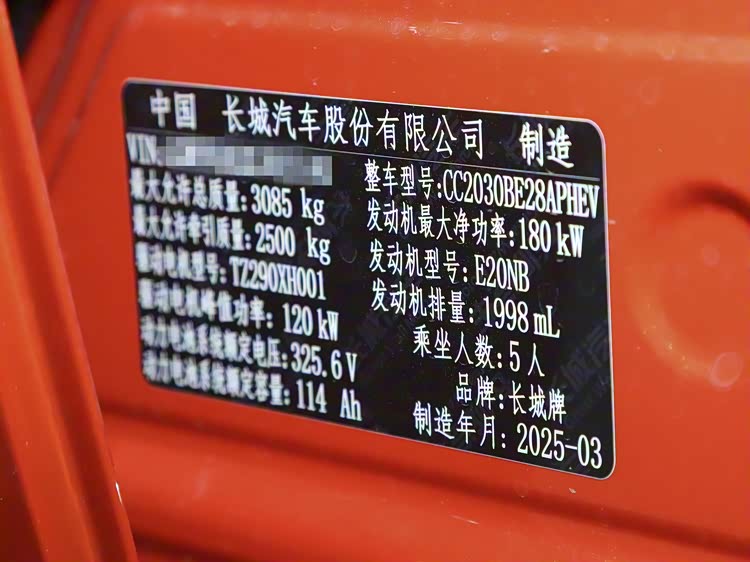 中国 长城汽车股份有限公司 制造
VIN:
最大允许总质量:3085 kg
最大允许牵引质量:2500 kg
驱动电机型号:TZ290XH001
驱动电机峰值功率:120 kW
动力电池系统额定电压:325.6 V
动力电池系统额定容量:114 Ah
整车型号:CC2030BE28APHEV
发动机最大净功率:180 kW
发动机型号:E20NB
发动机排量:1998 mL
乘坐人数:5人
品牌:长城牌
制造年月:2025-03